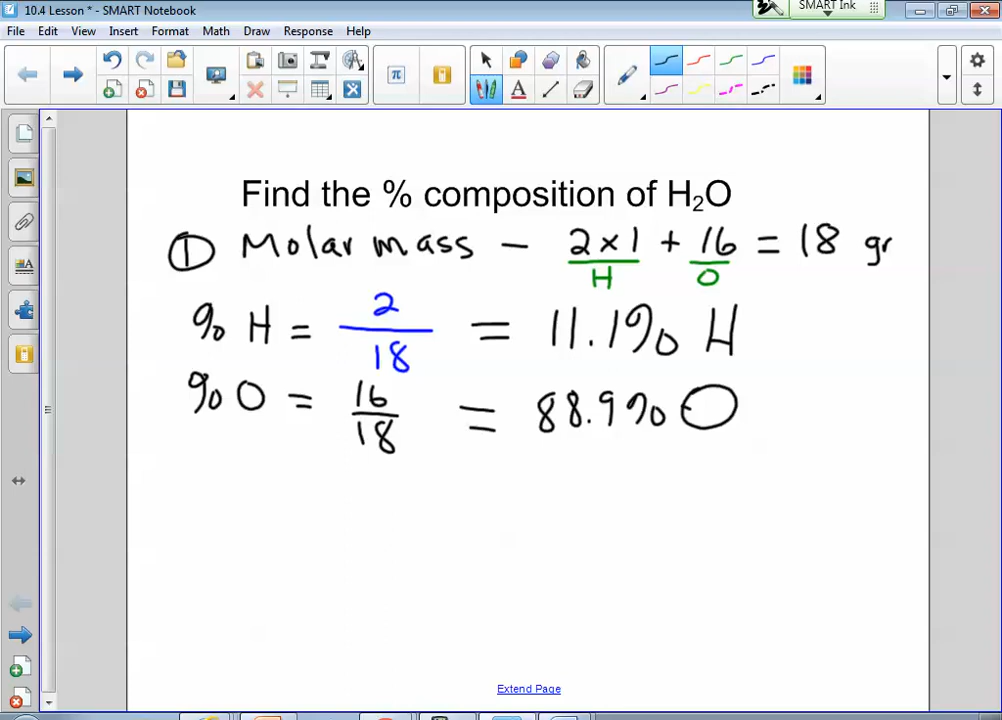 10.4 Lesson * - SMART Notebook
SMART Ink
File Edit View Insert Format Math Draw Response Help
Find the % composition of H₂O
① Molar mass - 2 × 1 + 16 = 18 gr
H O
% H = 2/18 = 11.1% H
% O = 16/18 = 88.9% O
Extend Page